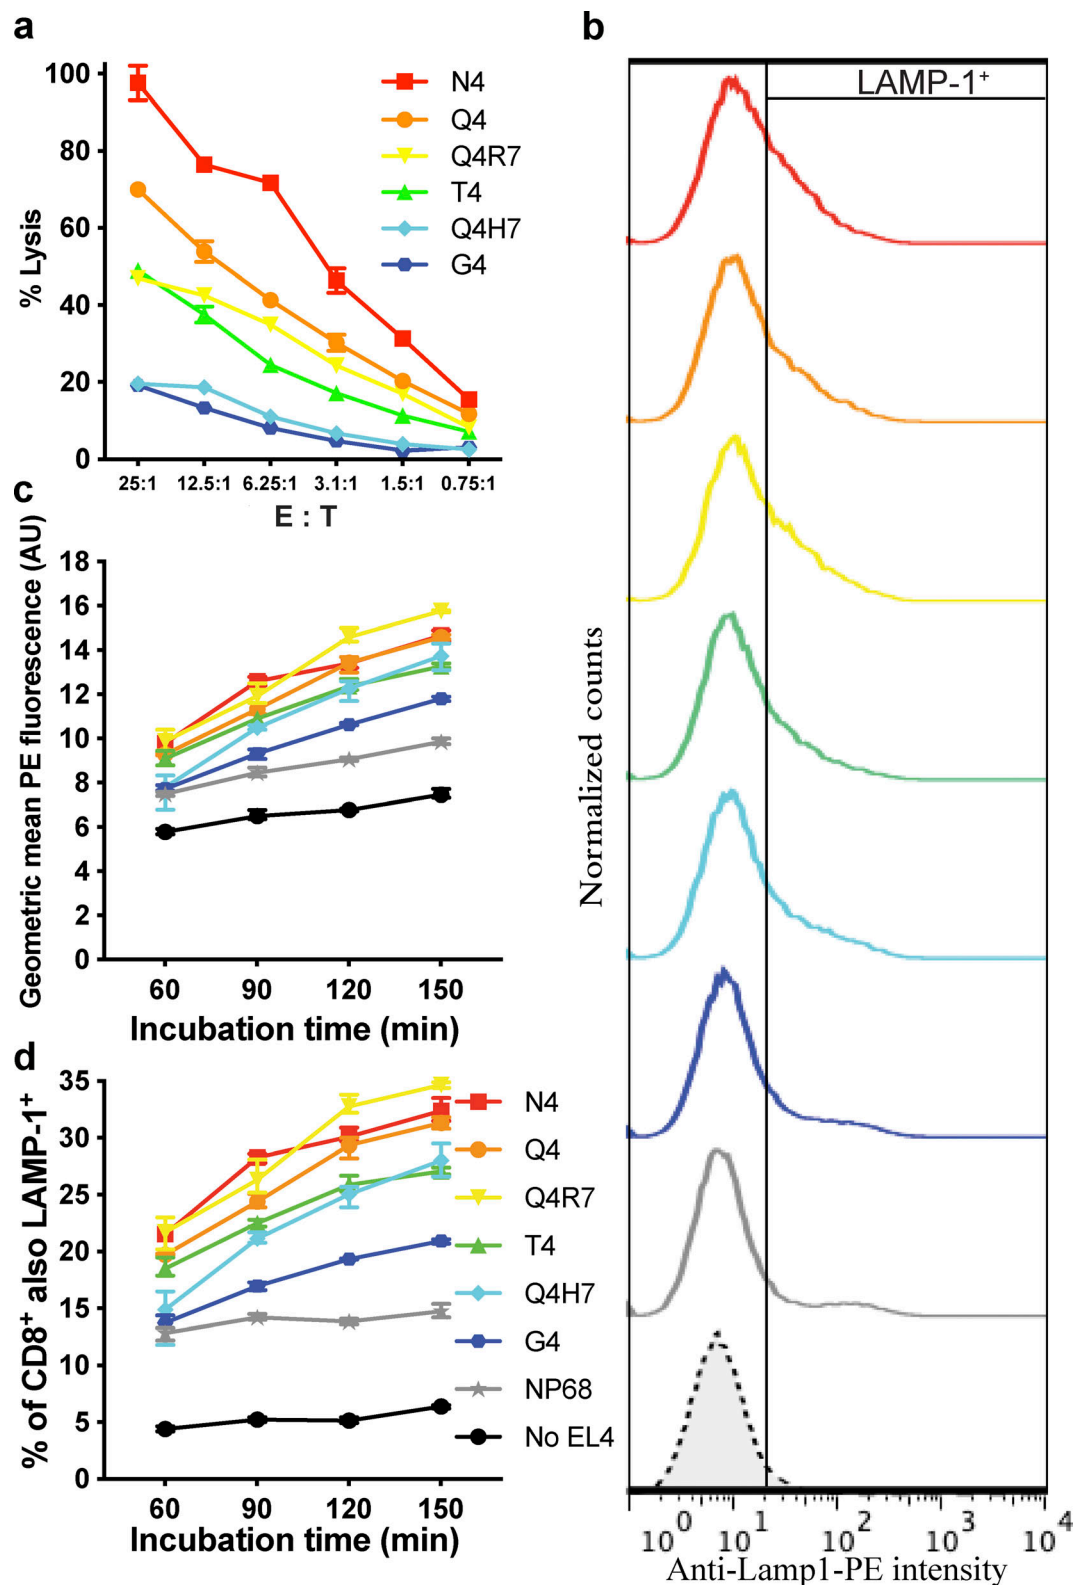 a
100
80
60
40
20
0
% Lysis
N4
Q4
Q4R7
T4
Q4H7
G4
25:1 12.5:1 6.25:1 3.1:1 1.5:1 0.75:1
E : T
b
LAMP-1⁺
Normalized counts
10⁰ 10¹ 10² 10³ 10⁴
Anti-Lamp1-PE intensity
c
18
16
14
12
10
8
6
4
2
0
Geometric mean PE fluorescence (AU)
60 90 120 150
Incubation time (min)
d
35
30
25
20
15
10
5
0
% of CD8⁺ also LAMP-1⁺
N4
Q4
Q4R7
T4
Q4H7
G4
NP68
No EL4
60 90 120 150
Incubation time (min)